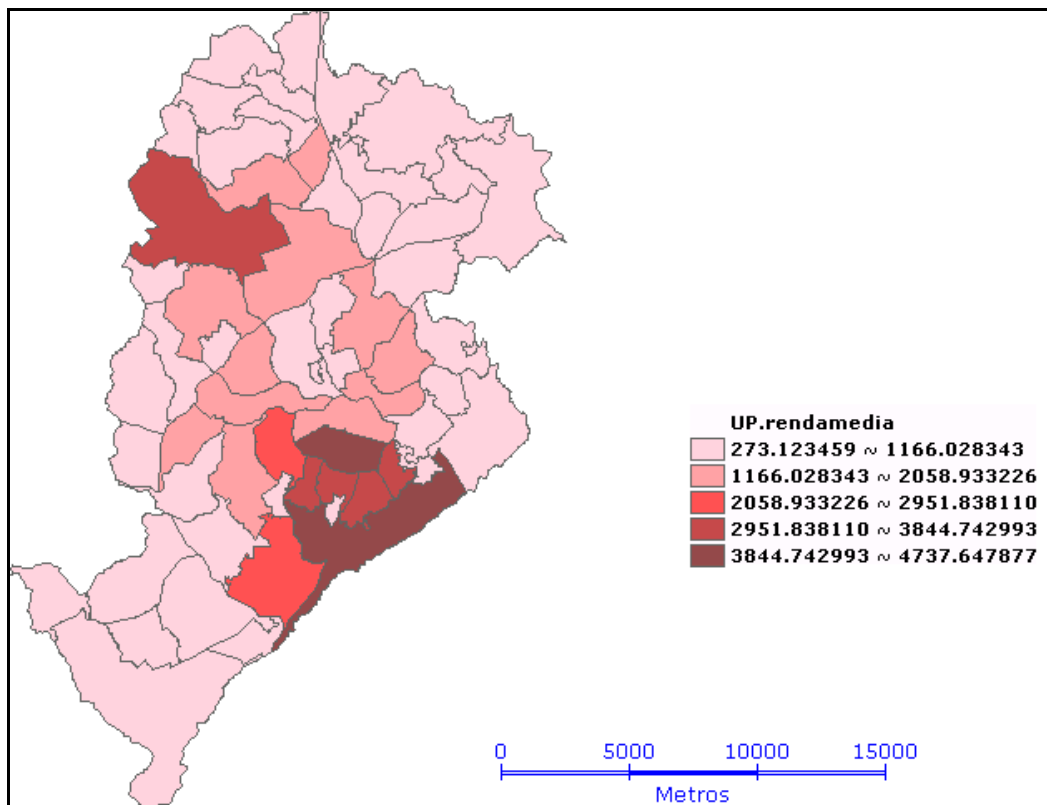 UP.rendamedia
273.123459 ~ 1166.028343
1166.028343 ~ 2058.933226
2058.933226 ~ 2951.838110
2951.838110 ~ 3844.742993
3844.742993 ~ 4737.647877
0 5000 10000 15000
Metros